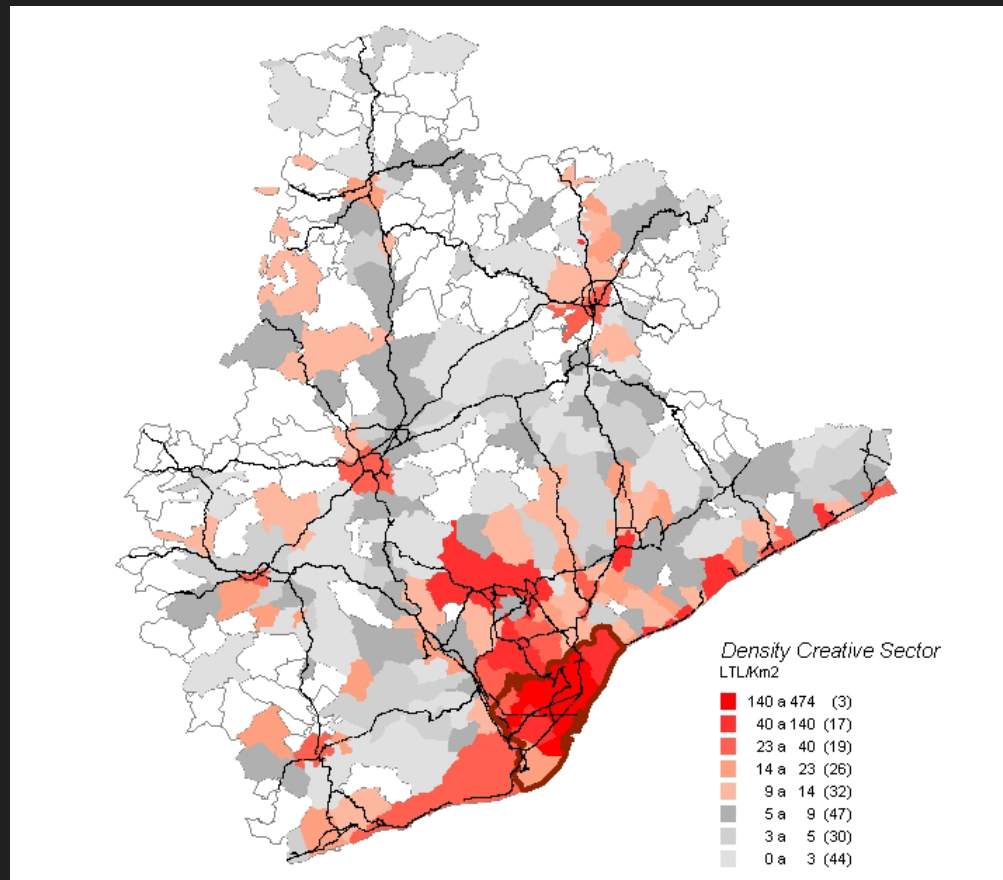 Density Creative Sector
LTL/Km2
140 a 474 (3)
40 a 140 (17)
23 a 40 (19)
14 a 23 (26)
9 a 14 (32)
5 a 9 (47)
3 a 5 (30)
0 a 3 (44)